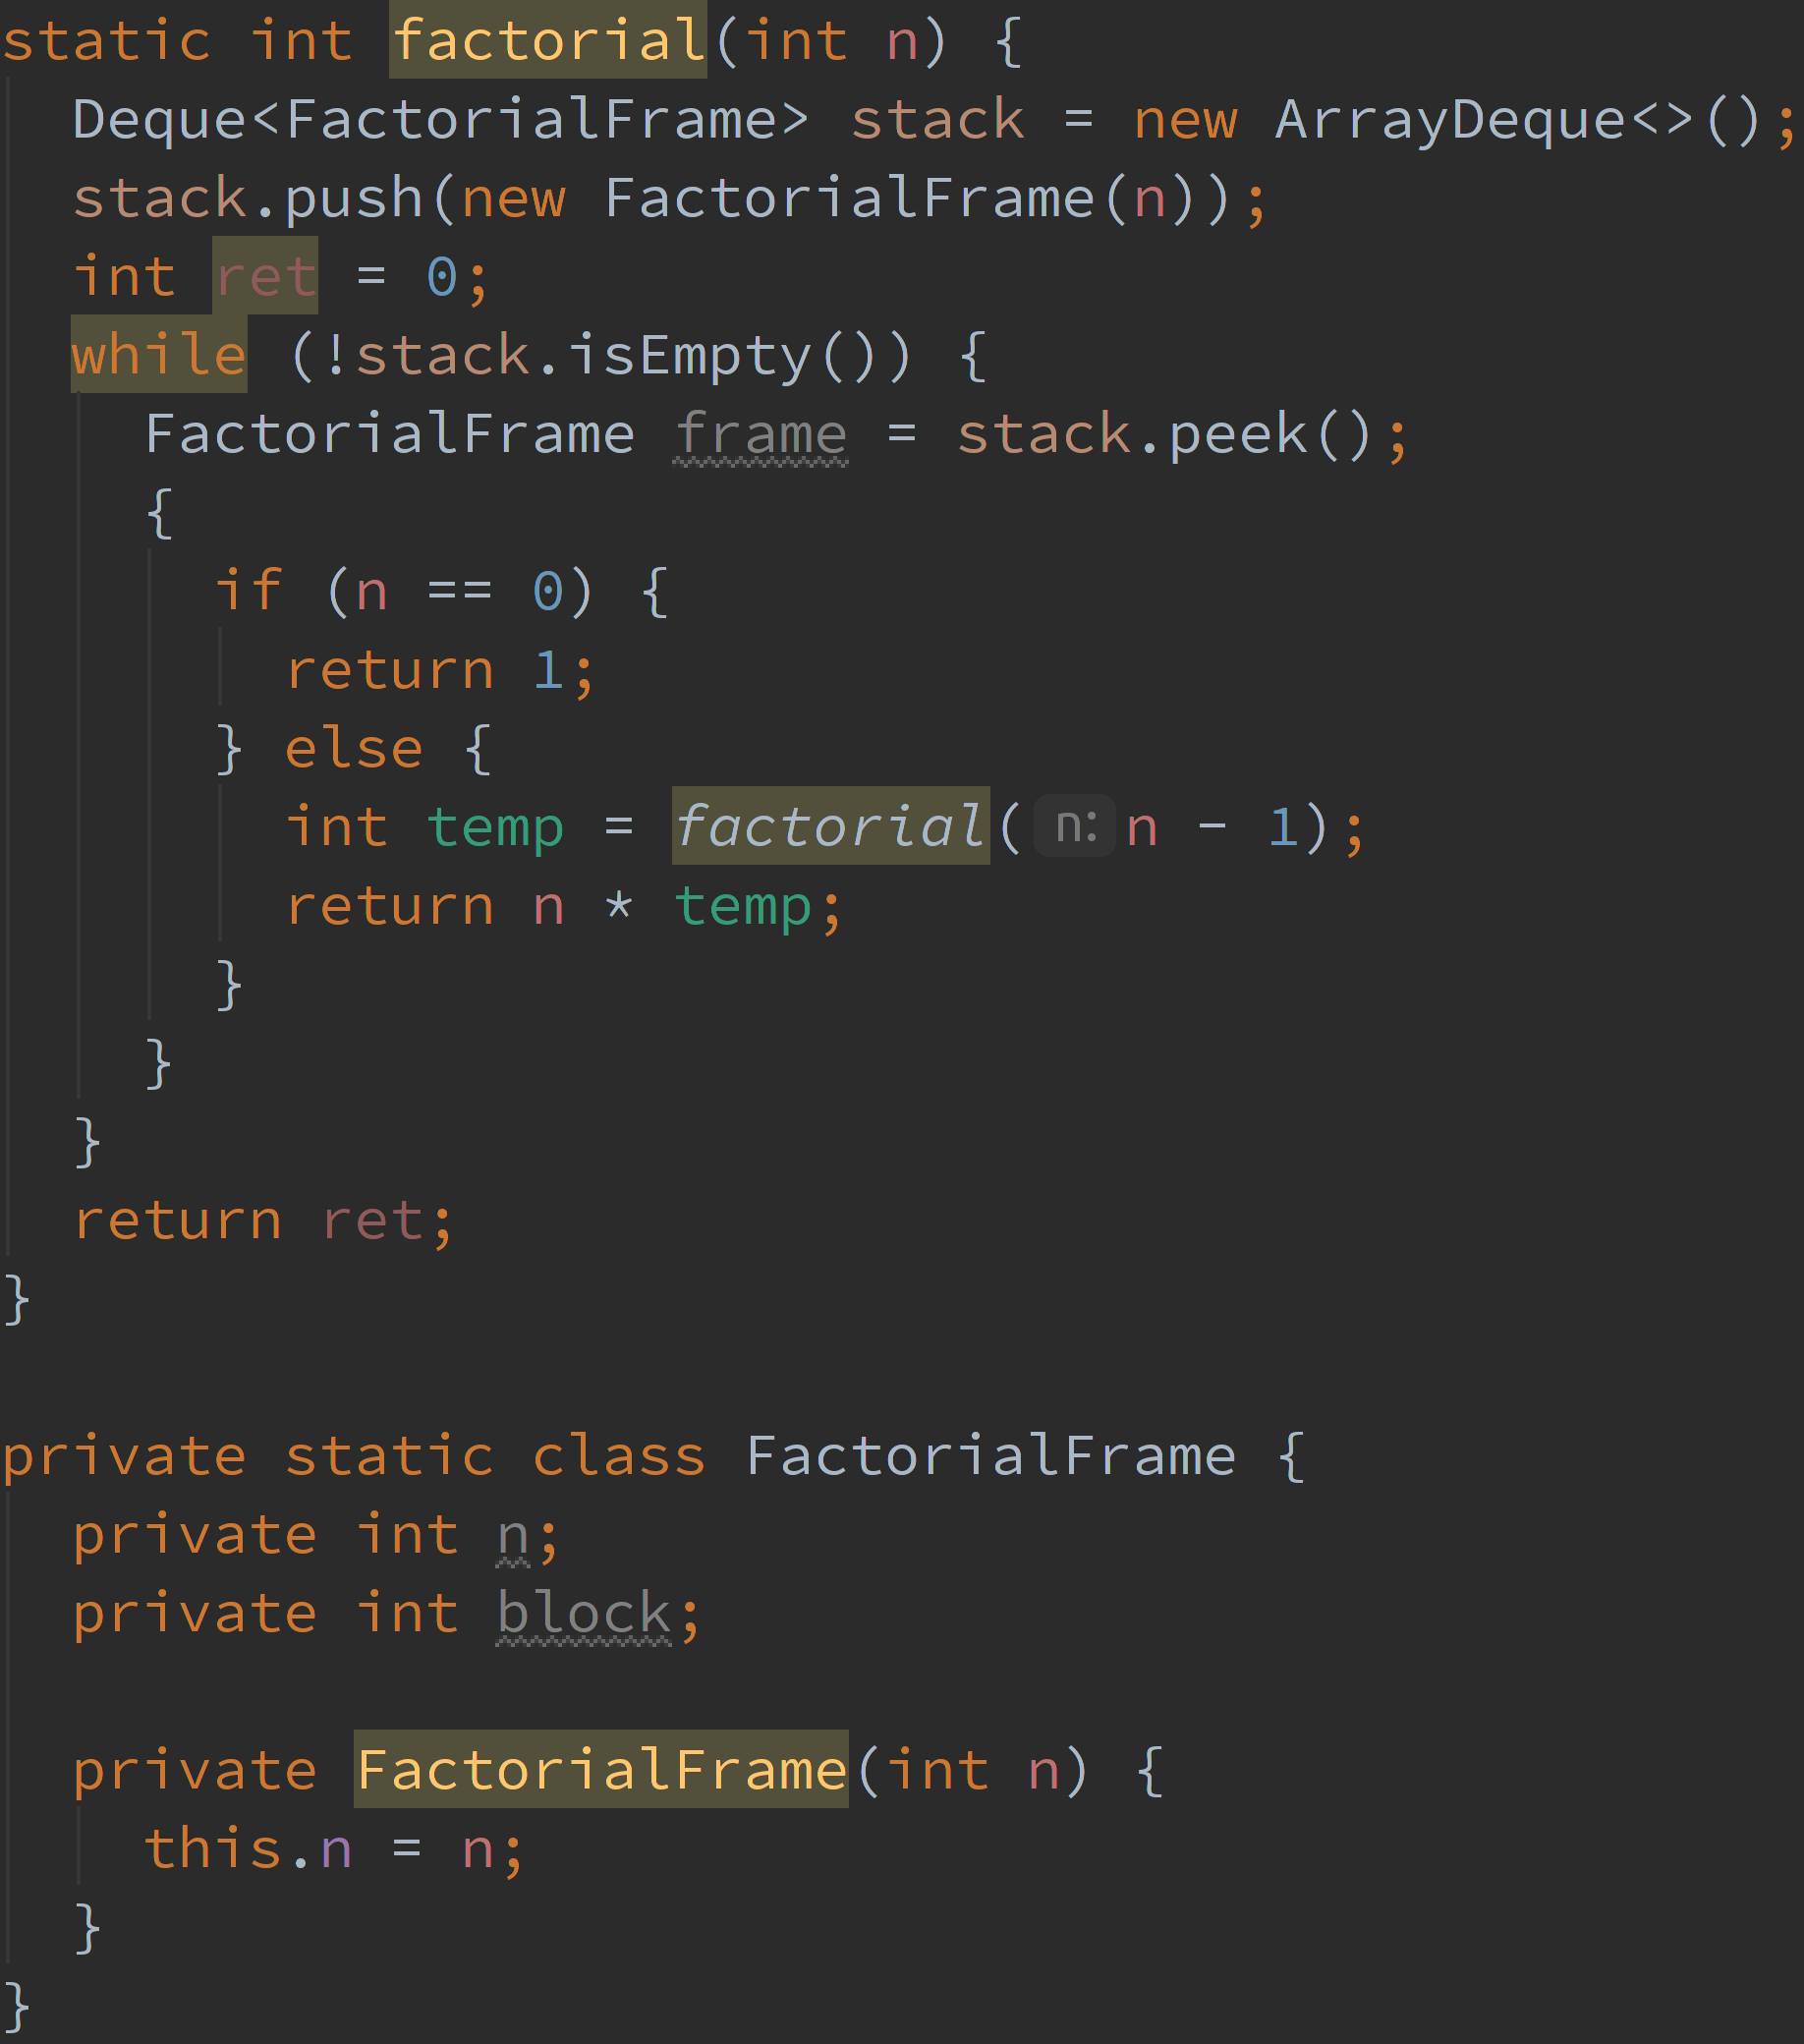 static int factorial(int n) {
  Deque<FactorialFrame> stack = new ArrayDeque<>();
  stack.push(new FactorialFrame(n));
  int ret = 0;
  while (!stack.isEmpty()) {
    FactorialFrame frame = stack.peek();
    {
      if (n == 0) {
        return 1;
      } else {
        int temp = factorial( n: n - 1);
        return n * temp;
      }
    }
  }
  return ret;
}

private static class FactorialFrame {
  private int n;
  private int block;

  private FactorialFrame(int n) {
    this.n = n;
  }
}